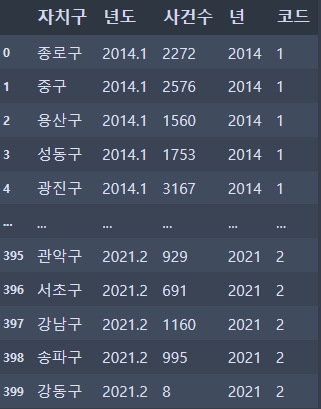 자치구 년도 사건수 년 코드
0 종로구 2014.1 2272 2014 1
1 중구 2014.1 2576 2014 1
2 용산구 2014.1 1560 2014 1
3 성동구 2014.1 1753 2014 1
4 광진구 2014.1 3167 2014 1
... ... ... ... ... ...
395 관악구 2021.2 929 2021 2
396 서초구 2021.2 691 2021 2
397 강남구 2021.2 1160 2021 2
398 송파구 2021.2 995 2021 2
399 강동구 2021.2 8 2021 2